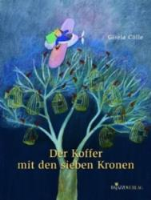 Gisela Cölle
Der Koffer
mit den sieben Kronen